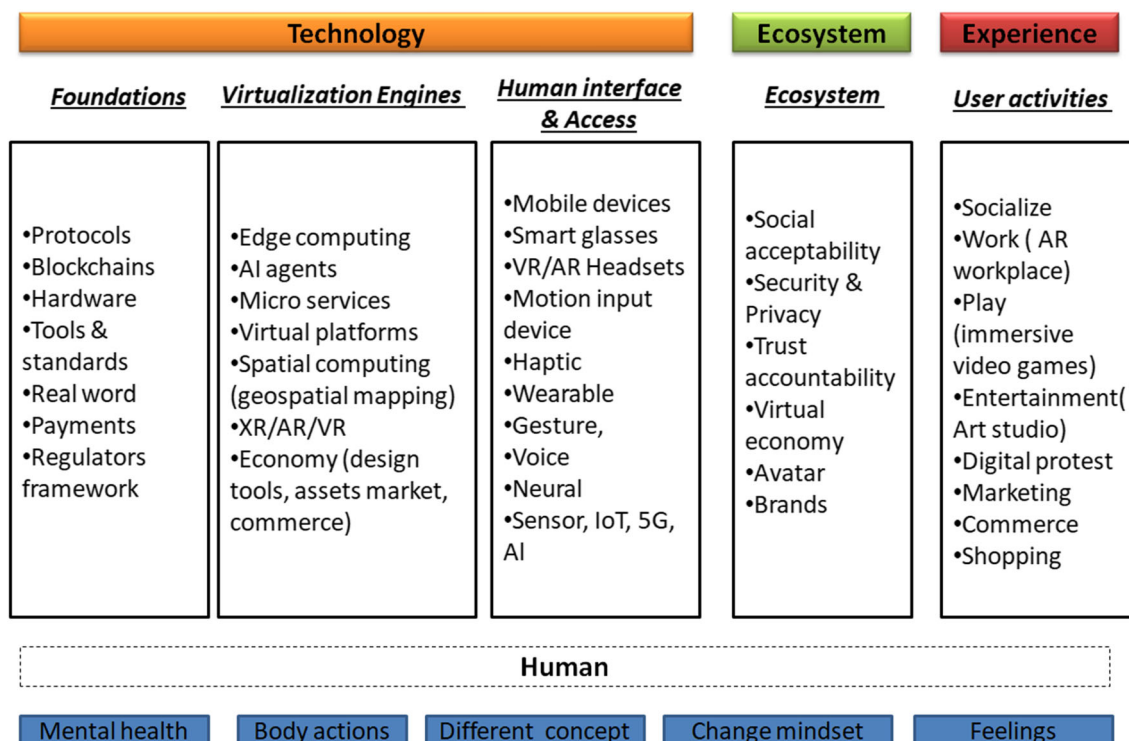 Technology
Ecosystem
Experience
Foundations
Virtualization Engines
Human interface
& Access
Ecosystem
User activities
•Protocols
•Blockchains
•Hardware
•Tools &
standards
•Real word
•Payments
•Regulators
framework
•Edge computing
•AI agents
•Micro services
•Virtual platforms
•Spatial computing
(geospatial mapping)
•XR/AR/VR
•Economy (design
tools, assets market,
commerce)
•Mobile devices
•Smart glasses
•VR/AR Headsets
•Motion input
device
•Haptic
•Wearable
•Gesture,
•Voice
•Neural
•Sensor, IoT, 5G,
AI
•Social
acceptability
•Security &
Privacy
•Trust
accountability
•Virtual
economy
•Avatar
•Brands
•Socialize
•Work ( AR
workplace)
•Play
(immersive
video games)
•Entertainment(
Art studio)
•Digital protest
•Marketing
•Commerce
•Shopping
Human
Mental health
Body actions
Different concept
Change mindset
Feelings